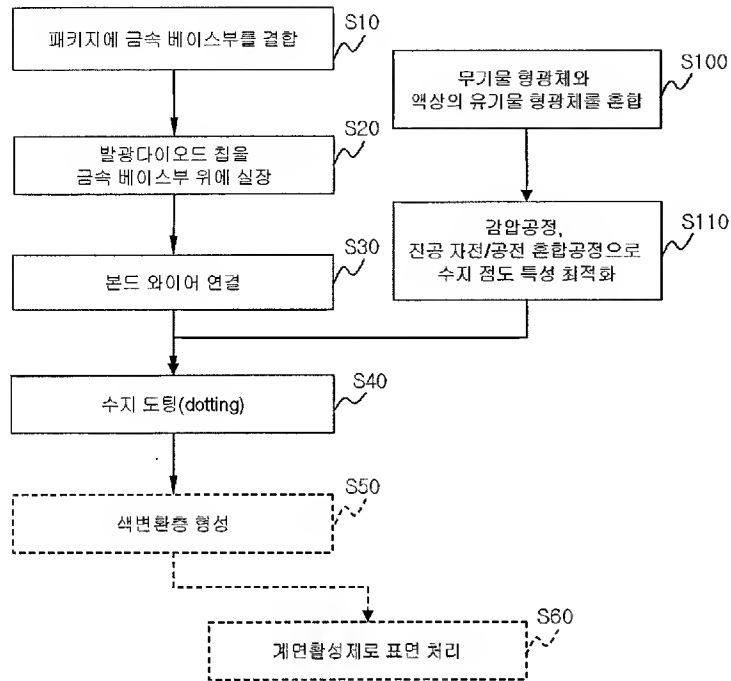 S10
패키지에 금속 베이스부를 결합
S20
발광다이오드 칩을
금속 베이스부 위에 실장
S30
본드 와이어 연결
S100
무기물 형광체와
액상의 유기물 형광체를 혼합
S110
감압공정,
진공 자전/공전 혼합공정으로
수지 점도 특성 최적화
S40
수지 도팅(dotting)
S50
색변환층 형성
S60
계면활성제로 표면 처리